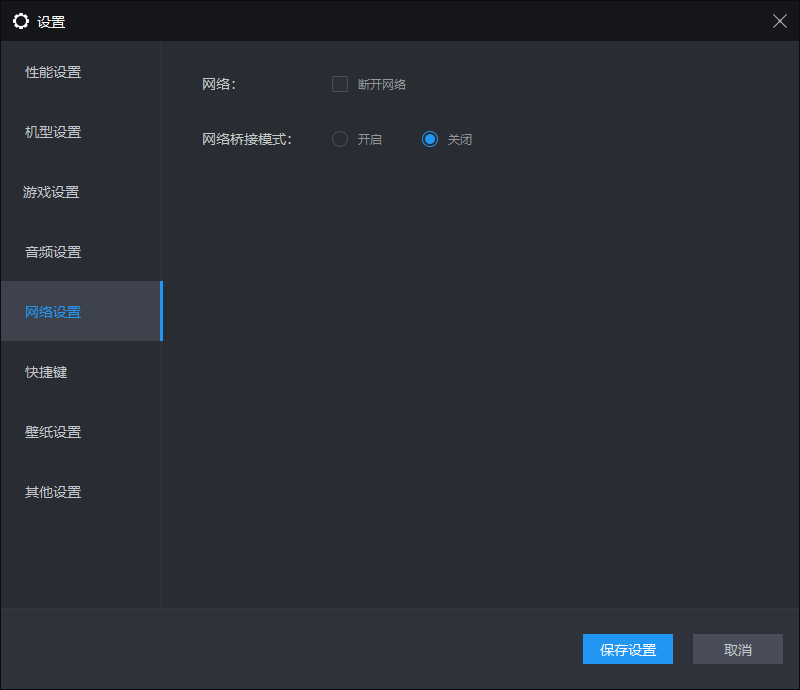 设置
性能设置
机型设置
游戏设置
音频设置
网络设置
快捷键
壁纸设置
其他设置
网络： 断开网络
网络桥接模式： 开启 关闭
保存设置 取消